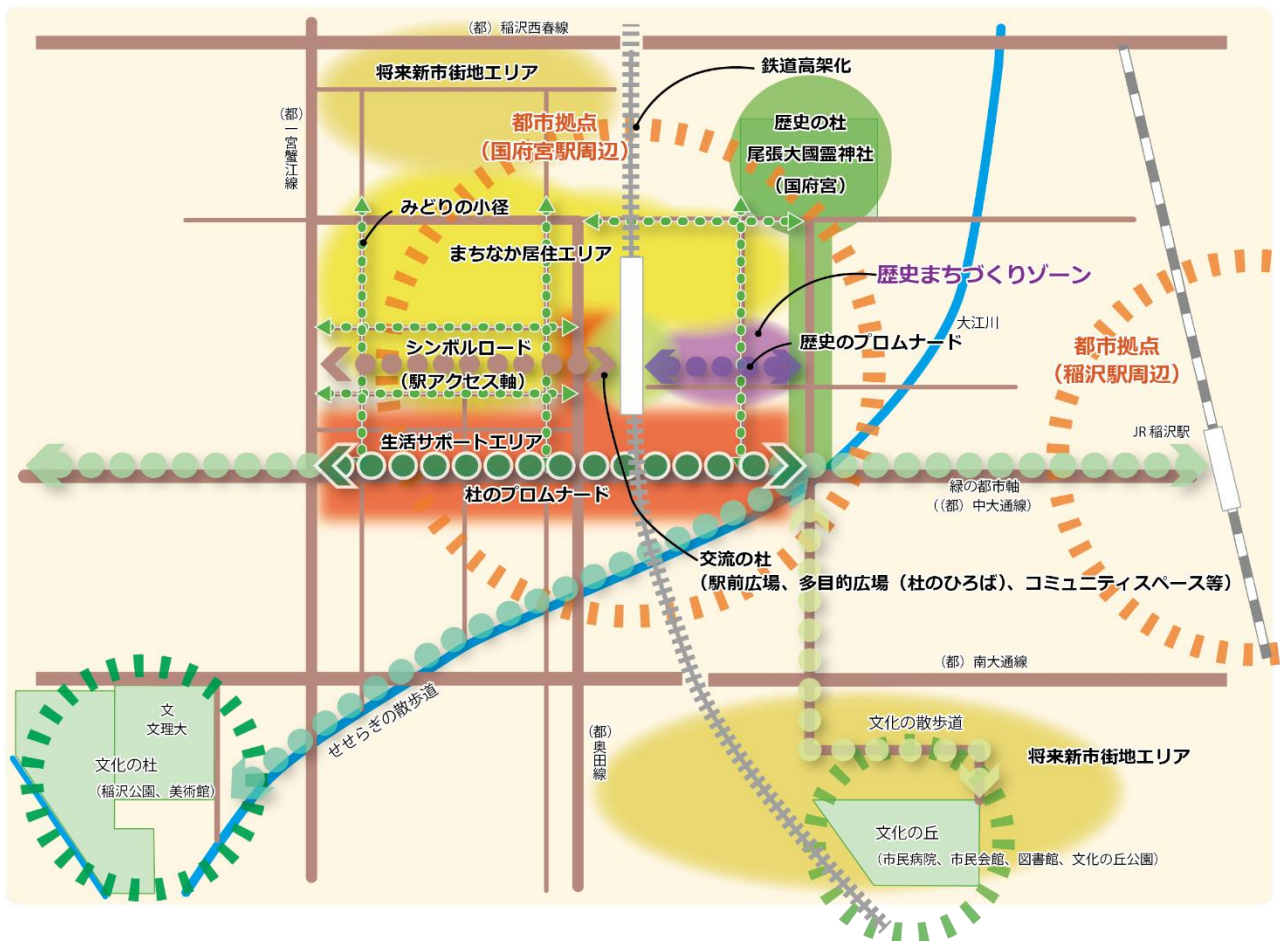 (都)稲沢西春線
将来新市街地エリア
鉄道高架化
(都)一宮蟹江線
都市拠点
(国府宮駅周辺)
歴史の杜
尾張大國霊神社
(国府宮)
みどりの小径
まちなか居住エリア
歴史まちづくりゾーン
大江川
シンボルロード
(駅アクセス軸)
歴史のプロムナード
都市拠点
(稲沢駅周辺)
生活サポートエリア
JR稲沢駅
杜のプロムナード
緑の都市軸
((都)中大通線)
交流の杜
(駅前広場、多目的広場(杜のひろば)、コミュニティスペース等)
(都)南大通線
せせらぎの散歩道
文
文理大
文化の杜
(稲沢公園、美術館)
(都)奥田線
文化の散歩道
将来新市街地エリア
文化の丘
(市民病院、市民会館、図書館、文化の丘公園)